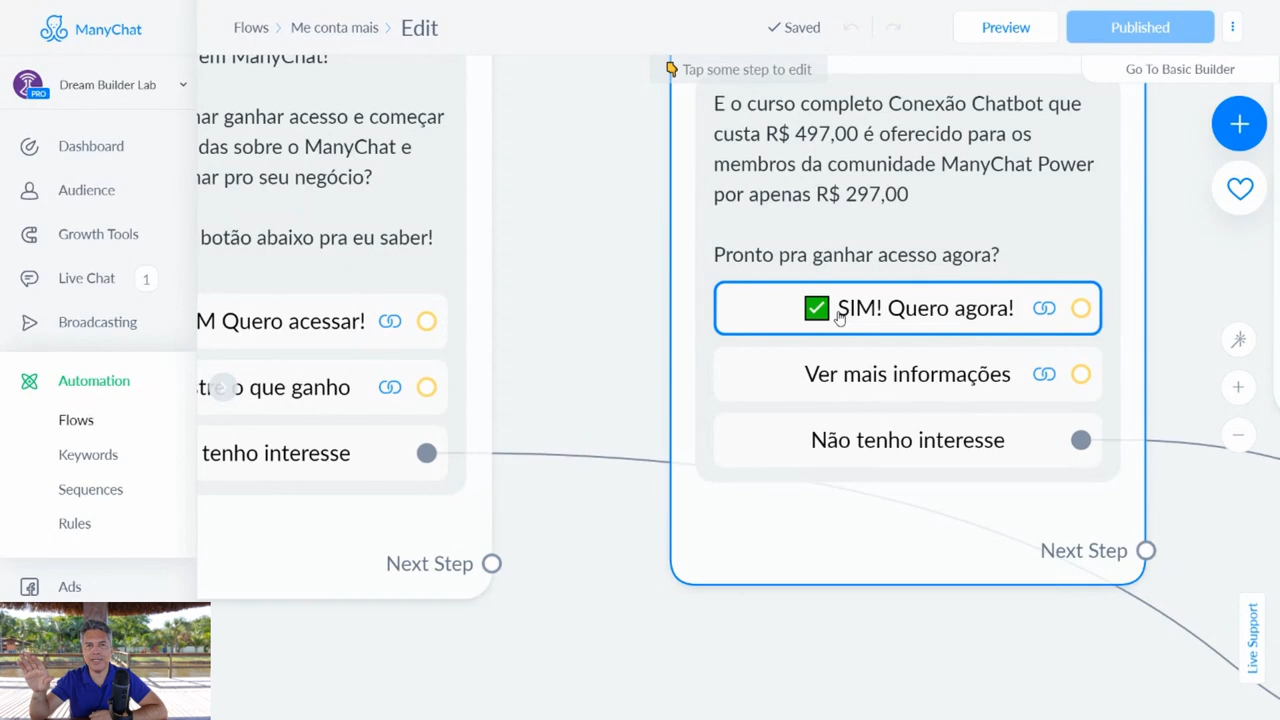 ManyChat
Flows
Me conta mais
Edit
Saved
Preview
Published
Dream Builder Lab
PRO
Tap some step to edit
Go To Basic Builder
Dashboard
Audience
Growth Tools
Live Chat 1
Broadcasting
Automation
Flows
Keywords
Sequences
Rules
Ads
em ManyChat!
ganhar acesso e começar
das sobre o ManyChat e
pro seu negócio?
botão abaixo pra eu saber!
M Quero acessar!
o que ganho
tenho interesse
Next Step
E o curso completo Conexão Chatbot que
custa R$ 497,00 é oferecido para os
membros da comunidade ManyChat Power
por apenas R$ 297,00
Pronto pra ganhar acesso agora?
✅ SIM! Quero agora!
Ver mais informações
Não tenho interesse
Next Step
Live Support